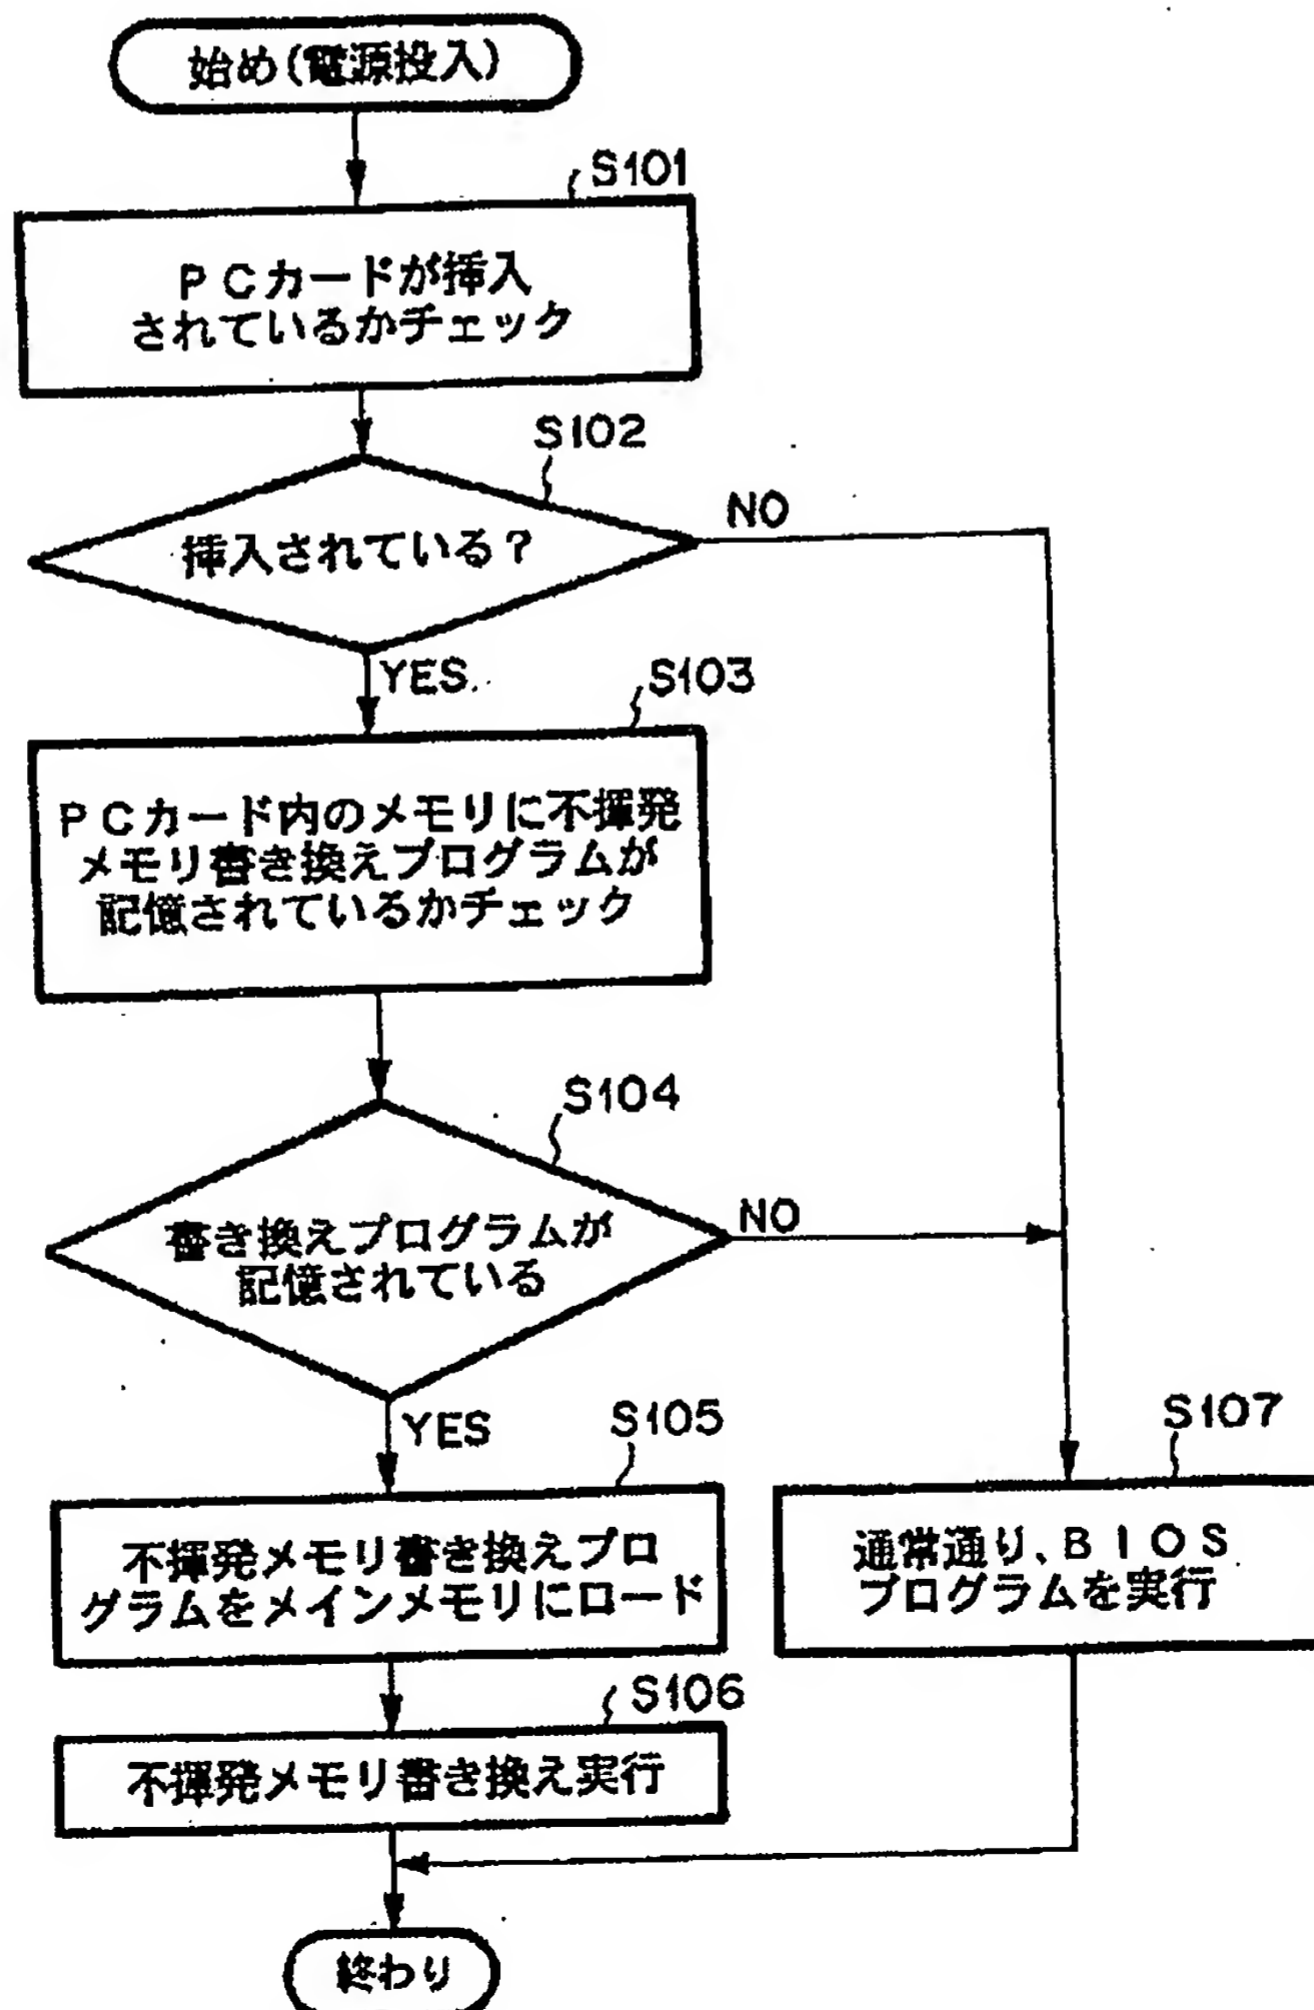 始め(電源投入)
S101
PCカードが挿入
されているかチェック
S102
挿入されている?
NO
YES
S103
PCカード内のメモリに不揮発
メモリ書き換えプログラムが
記憶されているかチェック
S104
書き換えプログラムが
記憶されている
NO
YES
S105
不揮発メモリ書き換えプロ
グラムをメインメモリにロード
S107
通常通り、BIOS
プログラムを実行
S106
不揮発メモリ書き換え実行
終わり